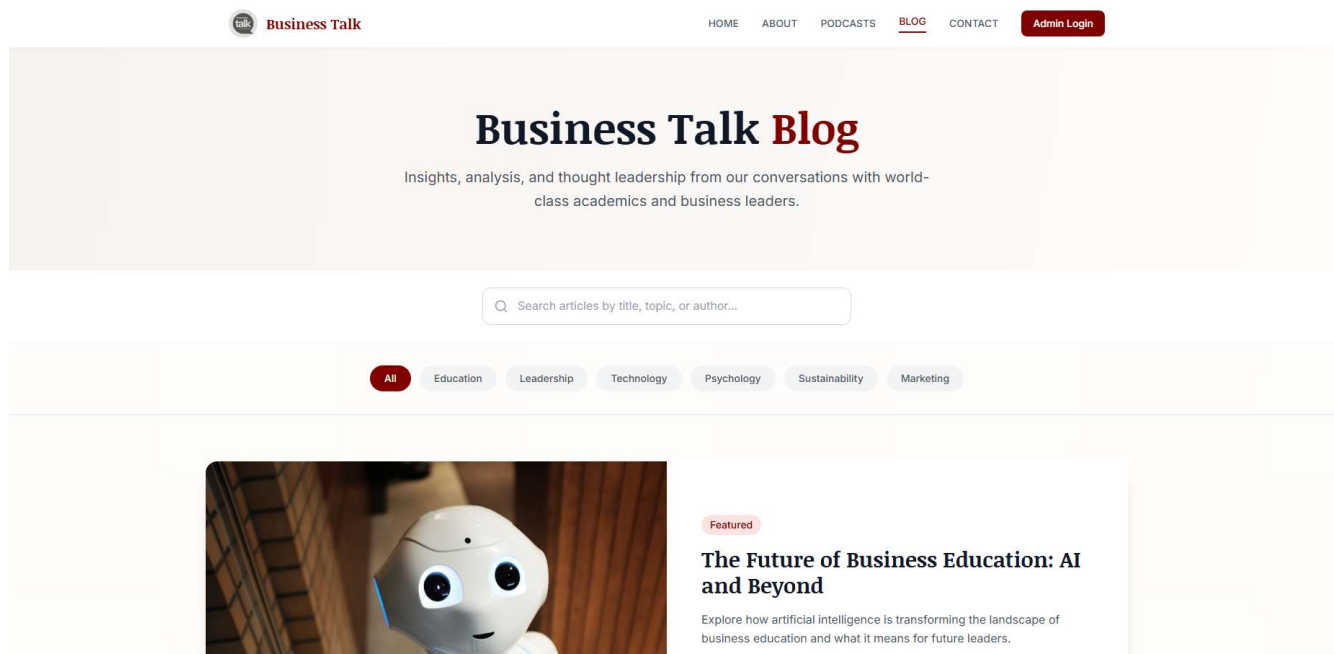 talk
Business Talk
HOME
ABOUT
PODCASTS
BLOG
CONTACT
Admin Login
Business Talk Blog
Insights, analysis, and thought leadership from our conversations with world-
class academics and business leaders.
Search articles by title, topic, or author...
All
Education
Leadership
Technology
Psychology
Sustainability
Marketing
Featured
The Future of Business Education: AI
and Beyond
Explore how artificial intelligence is transforming the landscape of
business education and what it means for future leaders.